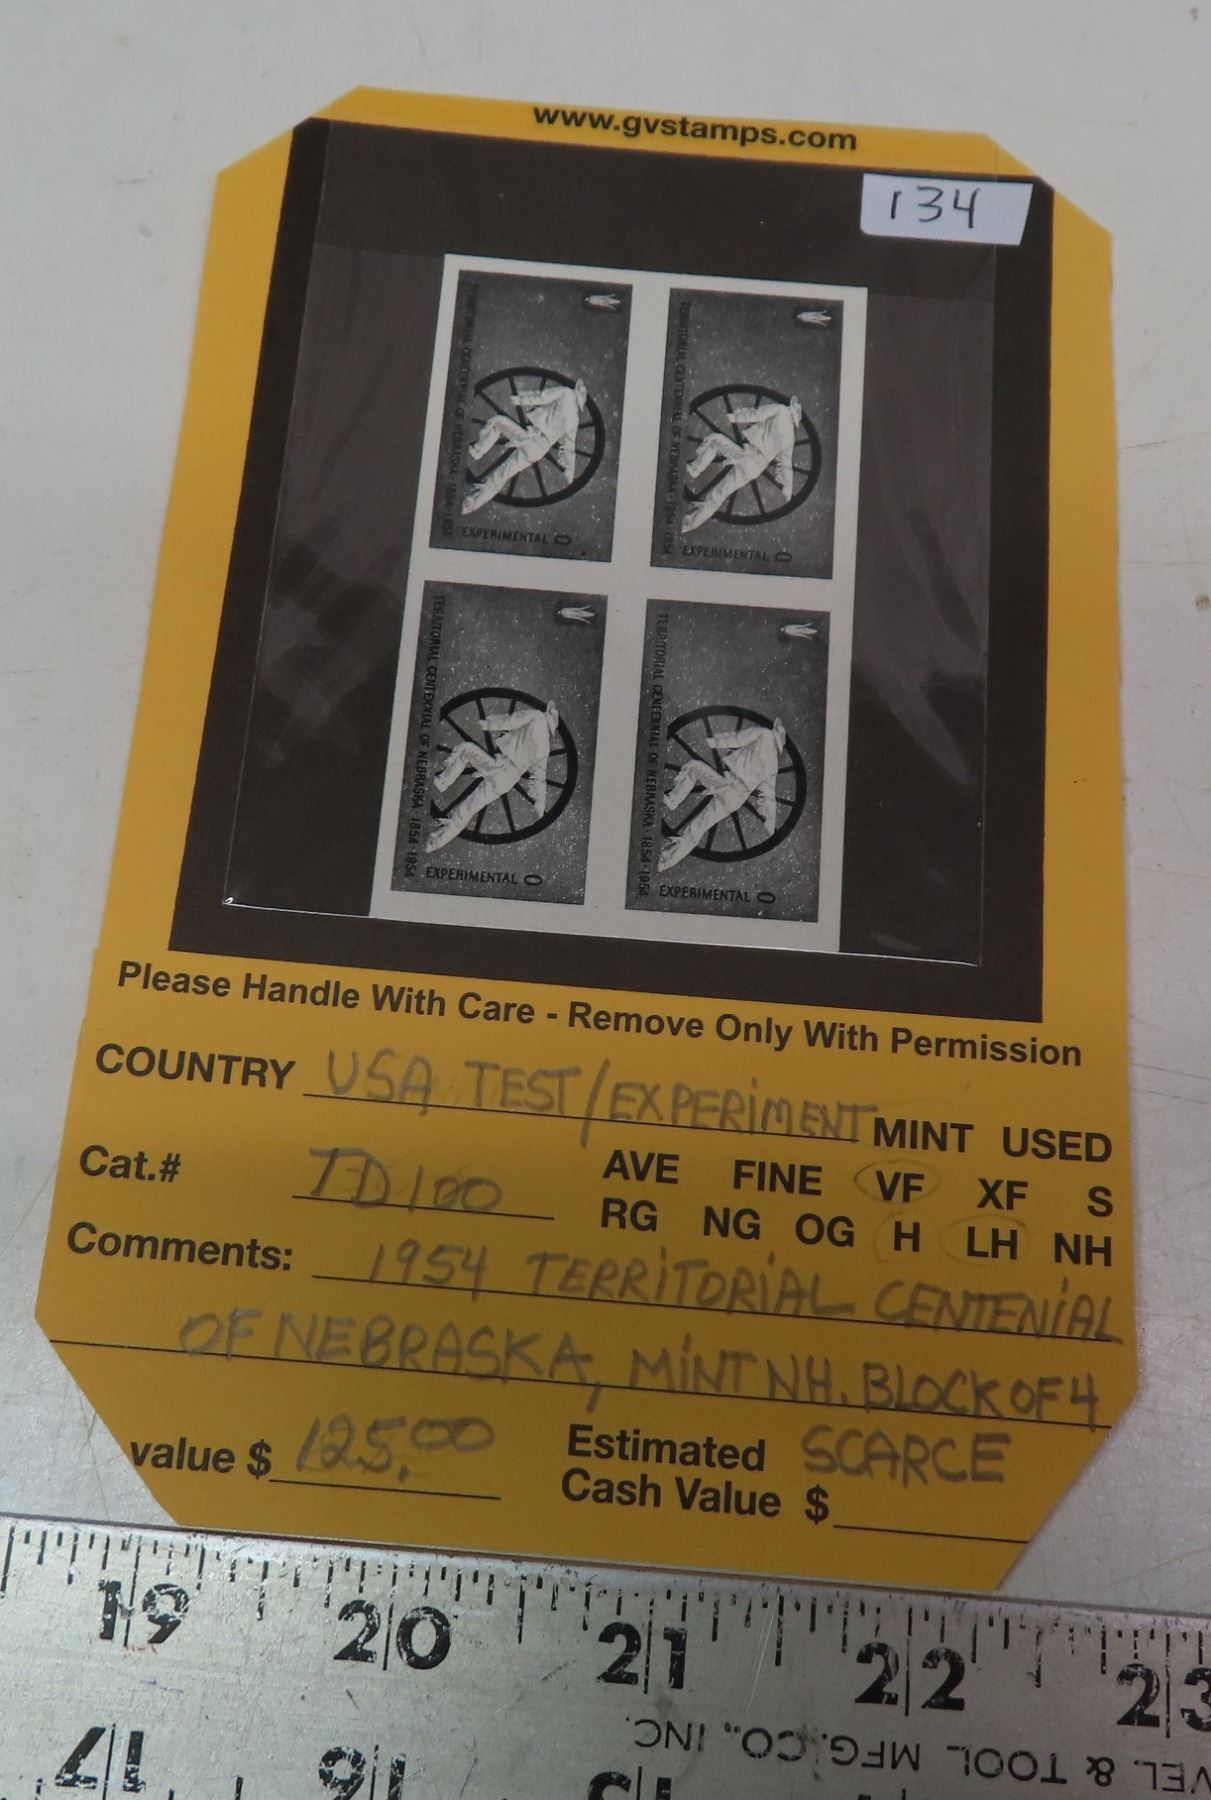 www.gvstamps.com
134
TERRITORIAL CENTENNIAL OF NEBRASKA · 1854 · 1954
EXPERIMENTAL 0
TERRITORIAL CENTENNIAL OF NEBRASKA · 1854 · 1954
EXPERIMENTAL 0
TERRITORIAL CENTENNIAL OF NEBRASKA · 1854 · 1954
EXPERIMENTAL 0
TERRITORIAL CENTENNIAL OF NEBRASKA · 1854 · 1954
EXPERIMENTAL 0
Please Handle With Care - Remove Only With Permission
COUNTRY USA TEST/EXPERIMENT MINT USED
Cat.# TD100 AVE FINE VF XF S
RG NG OG H LH NH
Comments: 1954 TERRITORIAL CENTENIAL
OF NEBRASKA, MINT NH. BLOCK OF 4
value $ 125.00 Estimated SCARCE
Cash Value $
19 20 21 22 23
VEL & TOOL MFG. CO., INC.
17 16 15